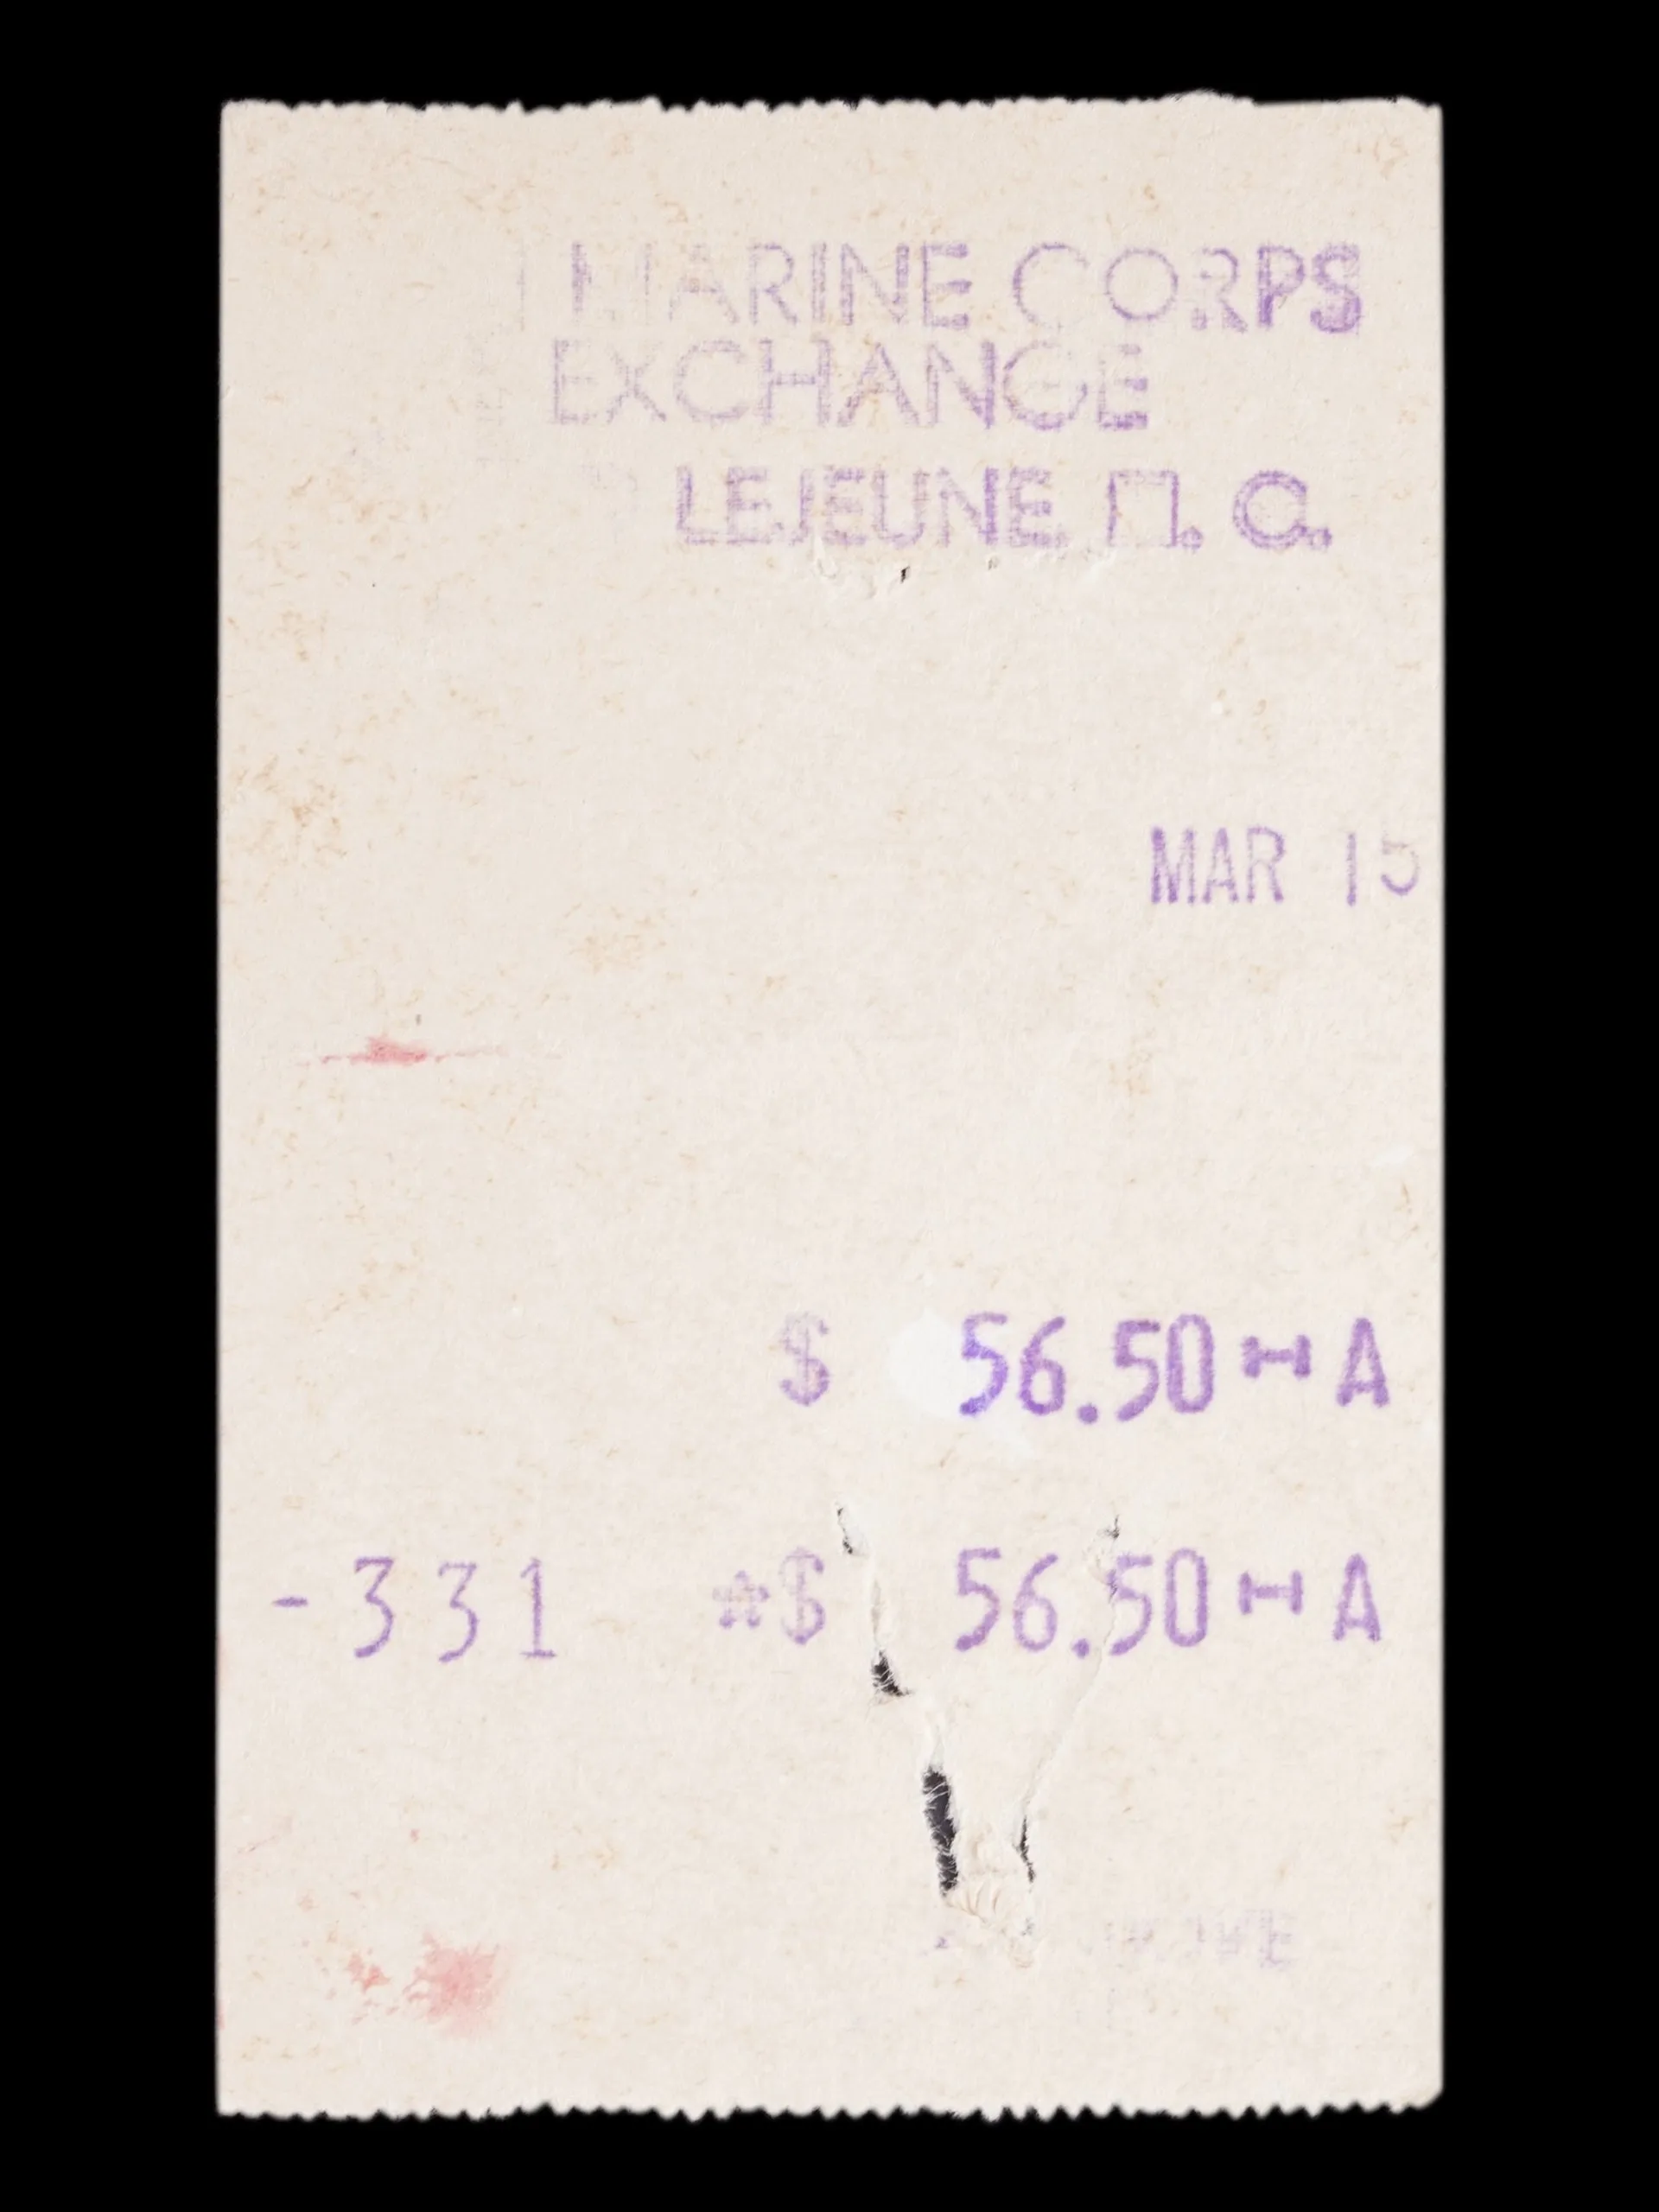 MARINE CORPS
EXCHANGE
LEJEUNE N. C.
MAR 15
$ 56.50 A
-331 *$ 56.50 A